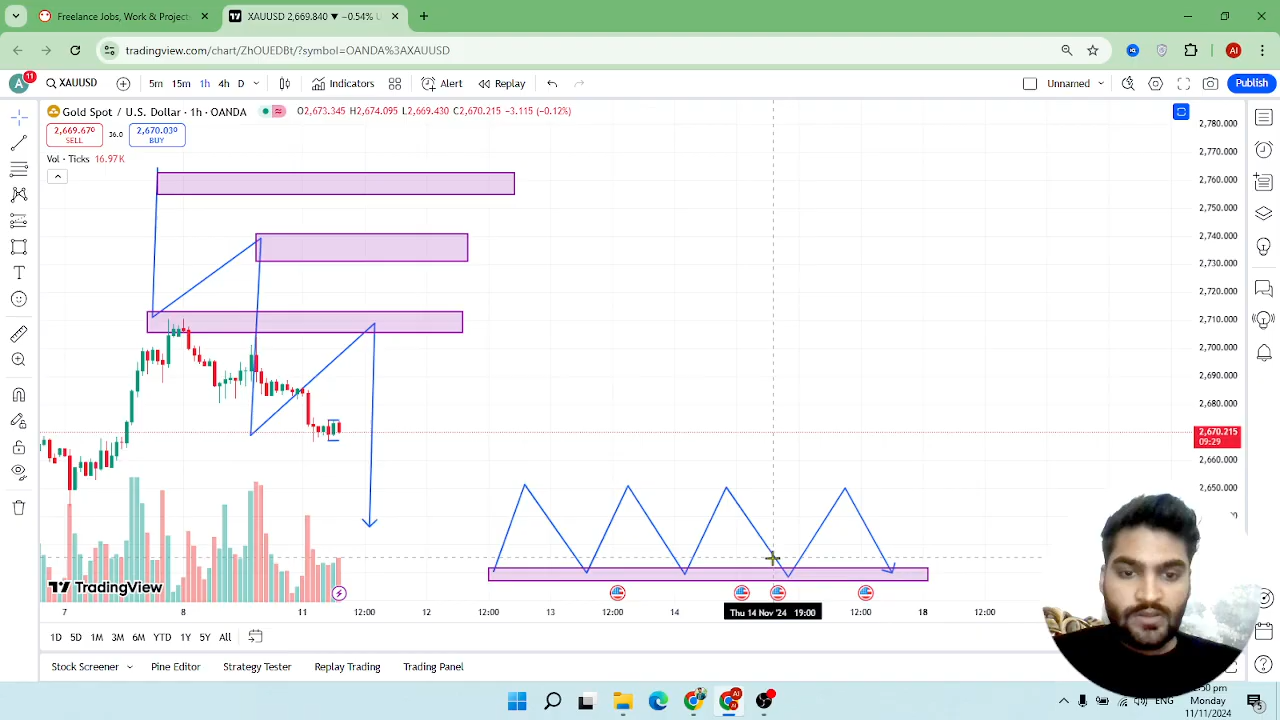 Freelance Jobs, Work & Projects
XAUUSD 2,669.840 ▼ −0.54% U
tradingview.com/chart/ZhOUEDBt/?symbol=OANDA%3AXAUUSD
AI
A
11
XAUUSD
5m 15m 1h 4h D
Indicators
Alert
Replay
Unnamed
Publish
Gold Spot / U.S. Dollar · 1h · OANDA
O2,673.345 H2,674.095 L2,669.430 C2,670.215 −3.115 (−0.12%)
2,669.670
SELL
36.0
2,670.030
BUY
Vol · Ticks 16.97K
2,780.000
2,770.000
2,760.000
2,750.000
2,740.000
2,730.000
2,720.000
2,710.000
2,700.000
2,690.000
2,680.000
2,670.215
09:29
2,660.000
2,650.000
TradingView
7 8 11 12:00 12 12:00 13 12:00 14 Thu 14 Nov '24 19:00 12:00 18 12:00
1D 5D 1M 3M 6M YTD 1Y 5Y All
Stock Screener Pine Editor Strategy Tester Replay Trading Trading Panel
AI
:30 pm
11/11/2024